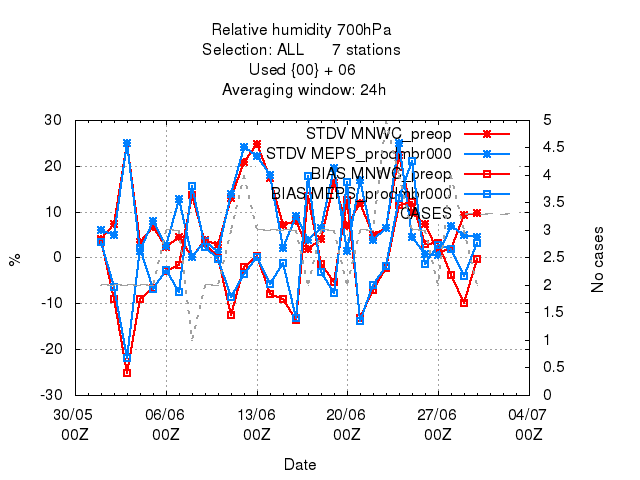 Relative humidity 700hPa
Selection: ALL 7 stations
Used {00} + 06
Averaging window: 24h
30 5
STDV MNWC_preop
4.5
STDV MEPS_prodmbr000
20
BIAS MNWC_preop
4
BIAS MEPS_prodmbr000
3.5
10 CASES
3
% 0 2.5 No cases
2
-10
1.5
1
-20
0.5
-30 0
30/05 06/06 13/06 20/06 27/06 04/07
00Z 00Z 00Z 00Z 00Z 00Z
Date